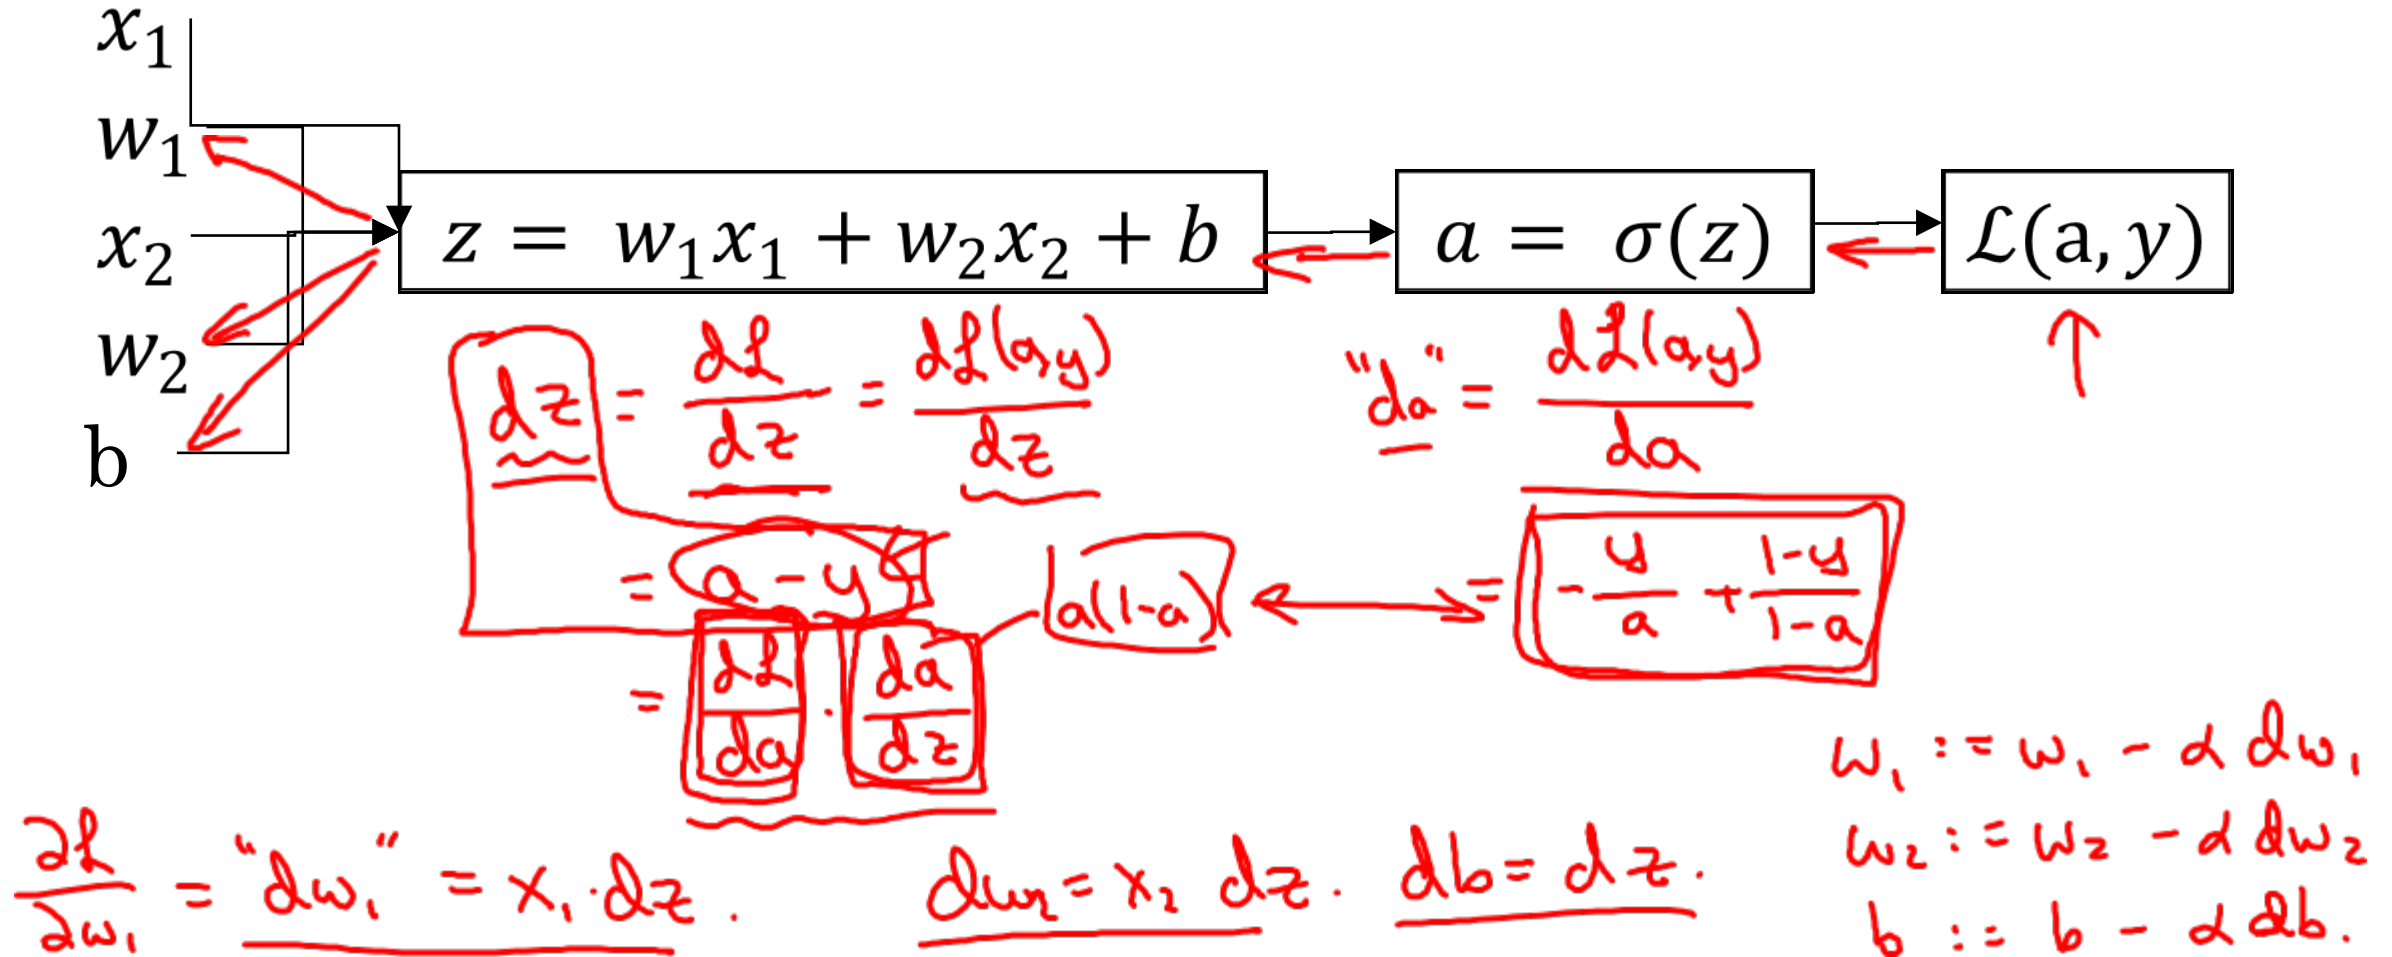 x₁
w₁
x₂
w₂
b
z = w₁x₁ + w₂x₂ + b
a = σ(z)
ℒ(a, y)
dz = dℒ/dz = dℒ(a,y)/dz
"da" = dℒ(a,y)/da
= a - y
a(1-a)
= -y/a + (1-y)/(1-a)
= dℒ/da · da/dz
w₁ := w₁ - α dw₁
w₂ := w₂ - α dw₂
b := b - α db.
∂ℒ/∂w₁ = "dw₁" = x₁·dz.
dw₂ = x₂ dz.
db = dz.